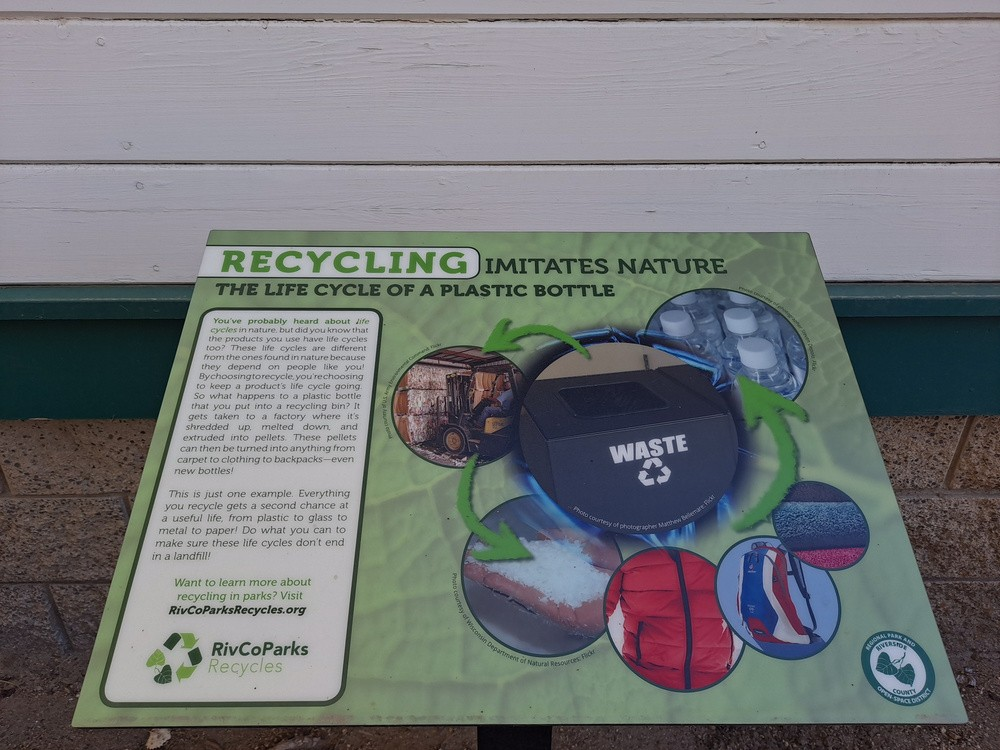 RECYCLING IMITATES NATURE
THE LIFE CYCLE OF A PLASTIC BOTTLE
You've probably heard about life
cycles in nature, but did you know that
the products you use have life cycles
too? These life cycles are different
from the ones found in nature because
they depend on people like you!
By choosing to recycle, you're choosing
to keep a product's life cycle going.
So what happens to a plastic bottle
that you put into a recycling bin? It
gets taken to a factory where it's
shredded up, melted down, and
extruded into pellets. These pellets
can then be turned into anything from
carpet to clothing to backpacks—even
new bottles!
This is just one example. Everything
you recycle gets a second chance at
a useful life, from plastic to glass to
metal to paper! Do what you can to
make sure these life cycles don't end
in a landfill!
Want to learn more about
recycling in parks? Visit
RivCoParksRecycles.org
RivCoParks
Recycles
WASTE
Photo courtesy of photographer Matthew Bellemare; Flickr
Photo courtesy of Wisconsin Department of Natural Resources; Flickr
REGIONAL PARK AND
RIVERSIDE
COUNTY
OPEN-SPACE DISTRICT